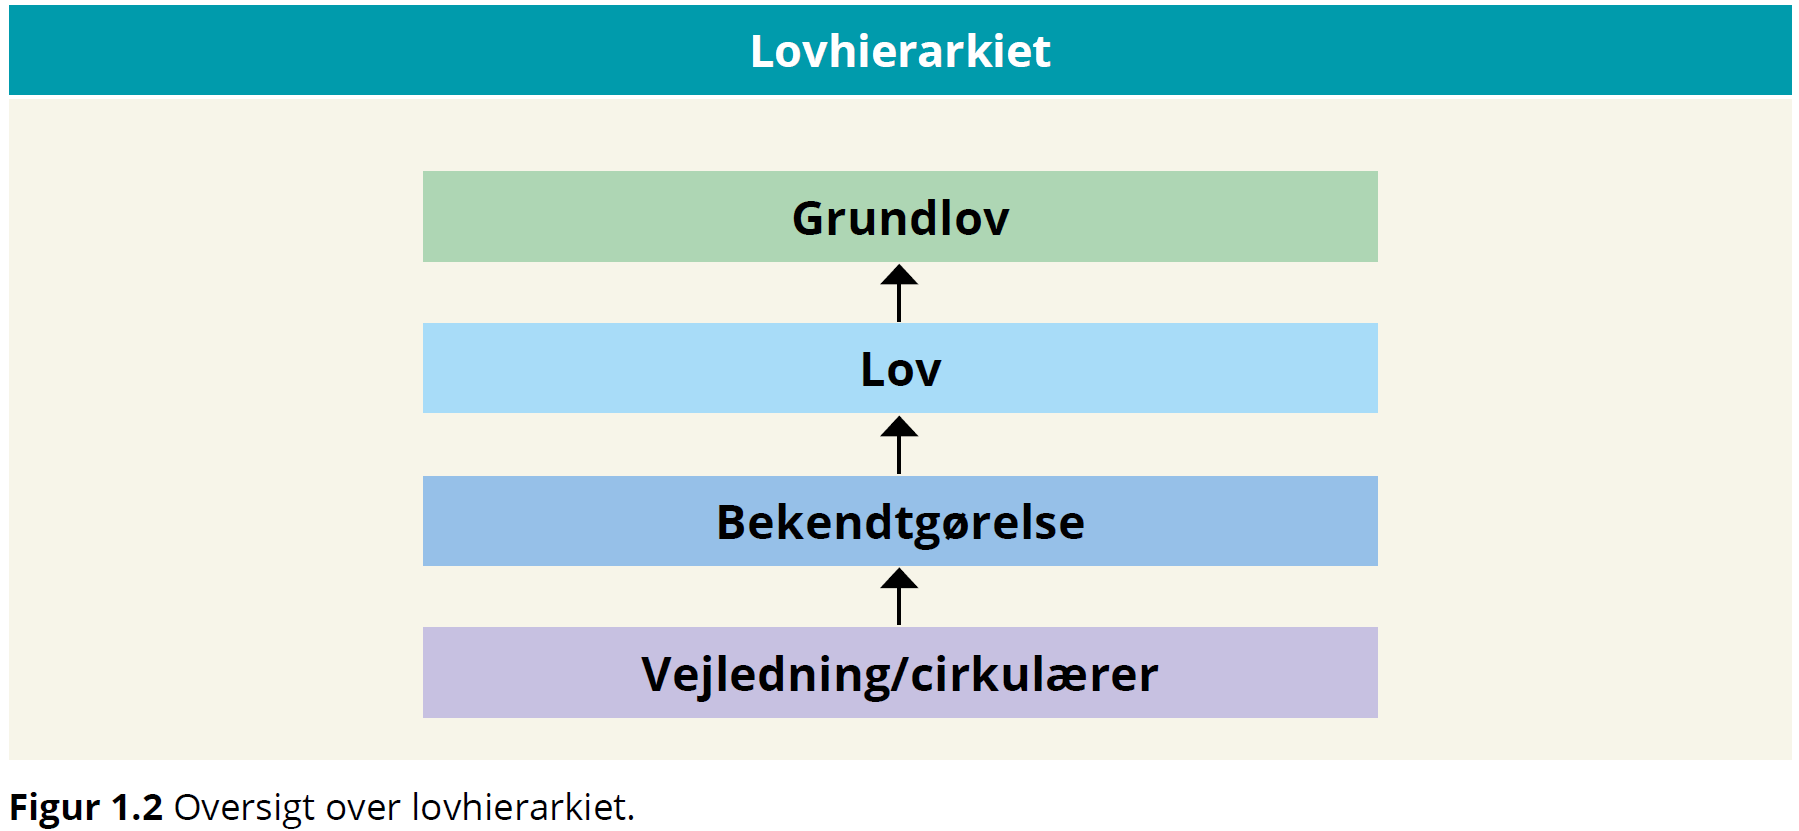 Lovhierarkiet
Grundlov
Lov
Bekendtgørelse
Vejledning/cirkulærer
Figur 1.2 Oversigt over lovhierarkiet.